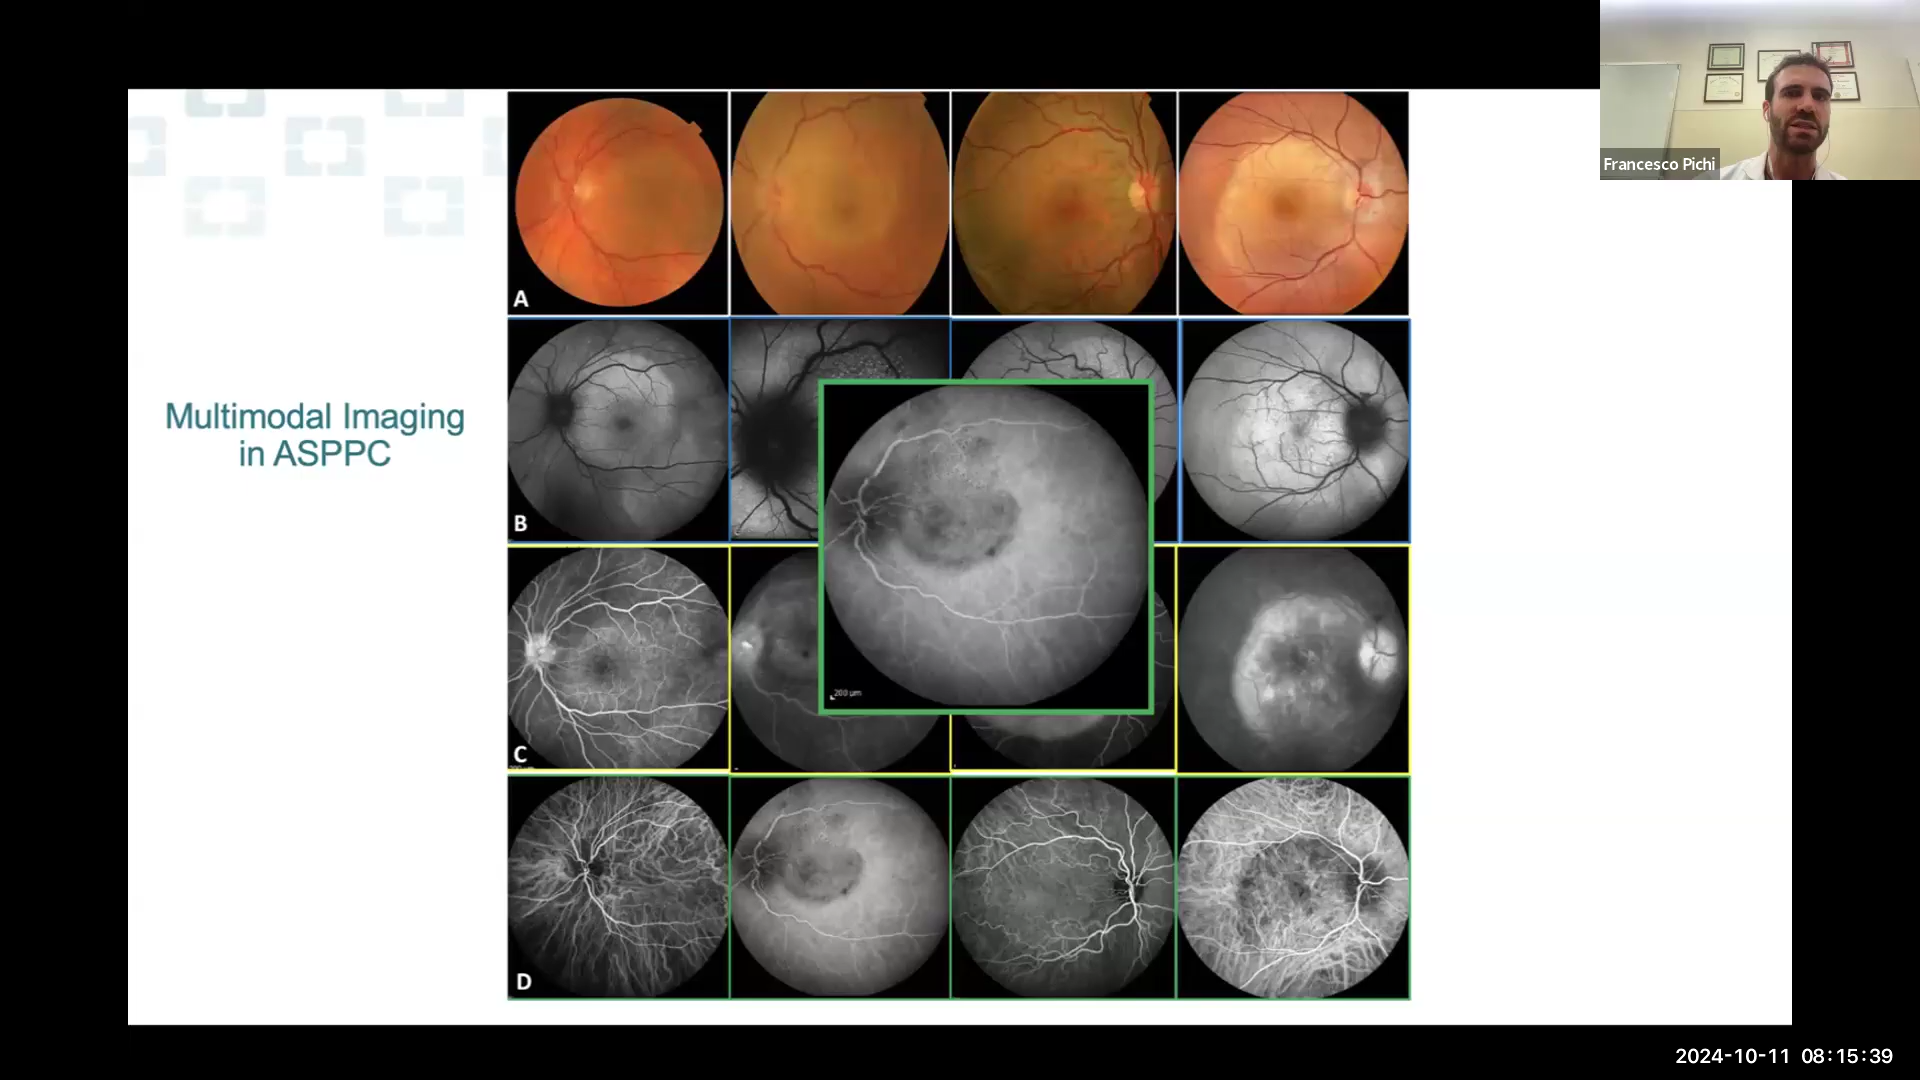 Francesco Pichi
Multimodal Imaging
in ASPPC
A
B
C
D
200 µm
2024-10-11 08:15:39